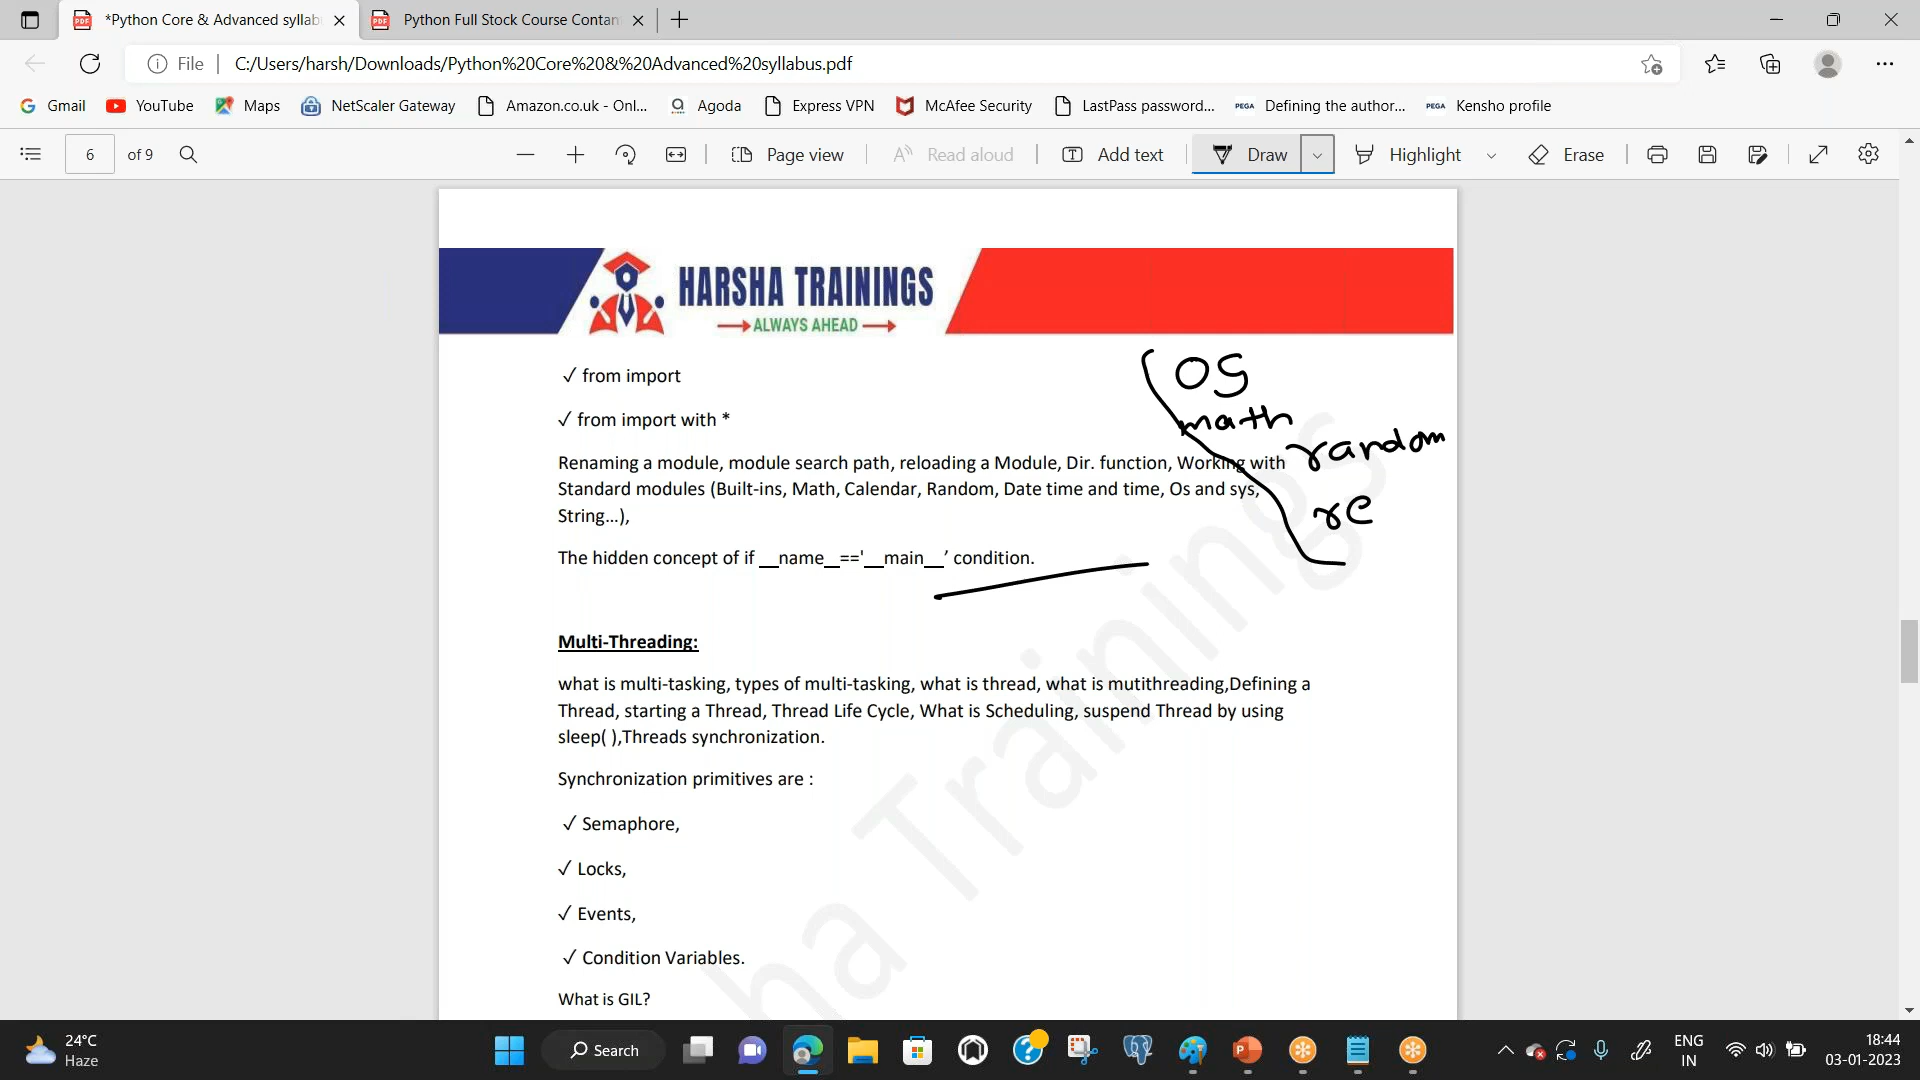 *Python Core & Advanced syllab
Python Full Stock Course Contan
File
C:/Users/harsh/Downloads/Python%20Core%20&%20Advanced%20syllabus.pdf
Gmail
YouTube
Maps
NetScaler Gateway
Amazon.co.uk - Onl...
Agoda
Express VPN
McAfee Security
LastPass password...
PEGA Defining the author...
PEGA Kensho profile
6 of 9
Page view
Read aloud
Add text
Draw
Highlight
Erase
HARSHA TRAININGS
ALWAYS AHEAD
✓ from import
✓ from import with *
Renaming a module, module search path, reloading a Module, Dir. function, Working with
Standard modules (Built-ins, Math, Calendar, Random, Date time and time, Os and sys,
String...),
The hidden concept of if __name_=='__main__’ condition.
OS
math
random
re
Multi-Threading:
what is multi-tasking, types of multi-tasking, what is thread, what is mutithreading,Defining a
Thread, starting a Thread, Thread Life Cycle, What is Scheduling, suspend Thread by using
sleep( ),Threads synchronization.
Synchronization primitives are :
✓ Semaphore,
✓ Locks,
✓ Events,
✓ Condition Variables.
What is GIL?
ha Trainings
24°C
Haze
Search
ENG
IN
18:44
03-01-2023